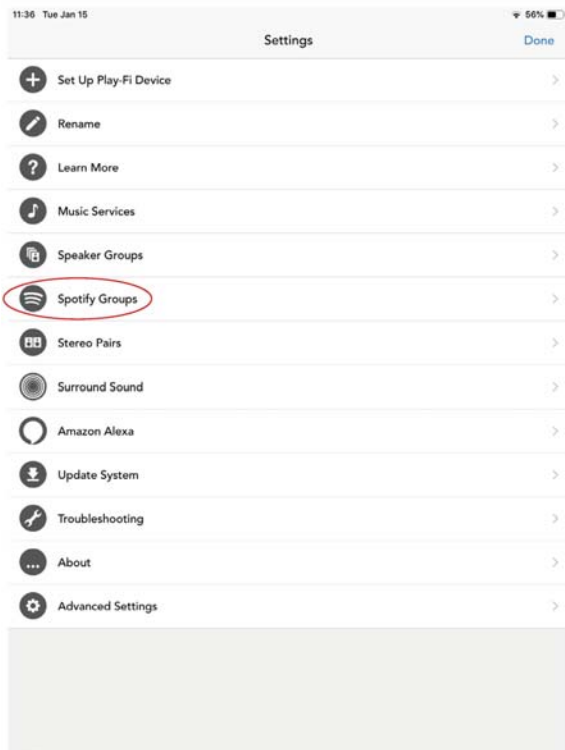 11:36 Tue Jan 15
56%
Settings
Done
Set Up Play-Fi Device
Rename
Learn More
Music Services
Speaker Groups
Spotify Groups
Stereo Pairs
Surround Sound
Amazon Alexa
Update System
Troubleshooting
About
Advanced Settings